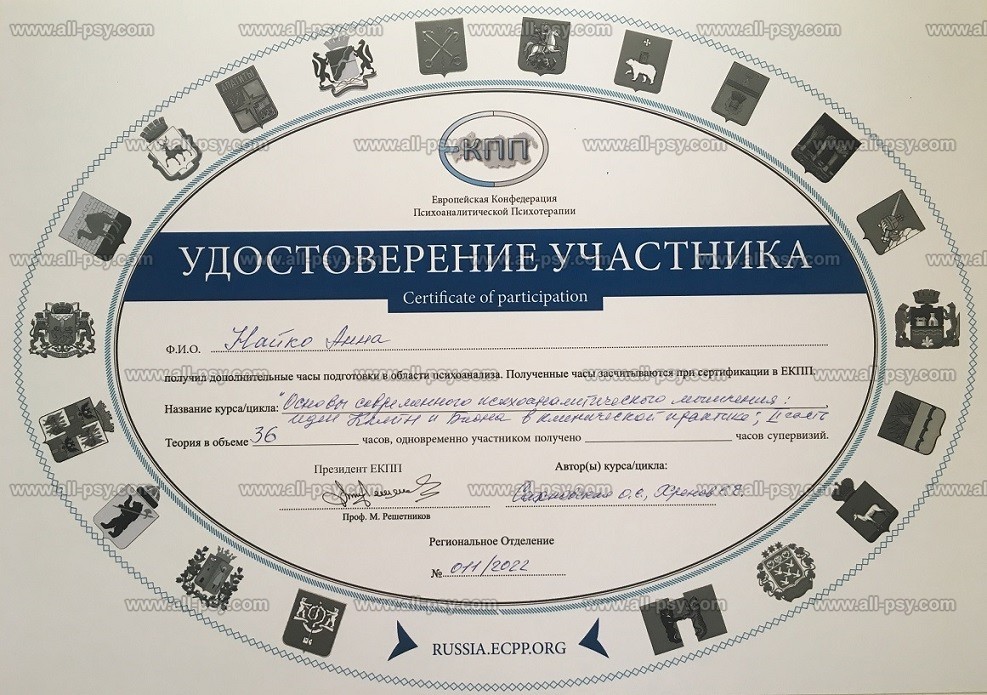 ЕКПП
Европейская Конфедерация
Психоаналитической Психотерапии
УДОСТОВЕРЕНИЕ УЧАСТНИКА
Certificate of participation
Ф.И.О. Найко Анна
получил дополнительные часы подготовки в области психоанализа. Полученные часы засчитываются при сертификации в ЕКПП.
Название курса/цикла: "Основы современного психоаналитического мышления:
идеи Кляйн и Биона в клинической практике", II часть
Теория в объеме 36 часов, одновременно участником получено часов супервизий.
Президент ЕКПП
Автор(ы) курса/цикла:
Сахновская О.С., Хренов
Проф. М. Решетников
Региональное Отделение
№ 011/2022
RUSSIA.ECPP.ORG
www.all-psy.com